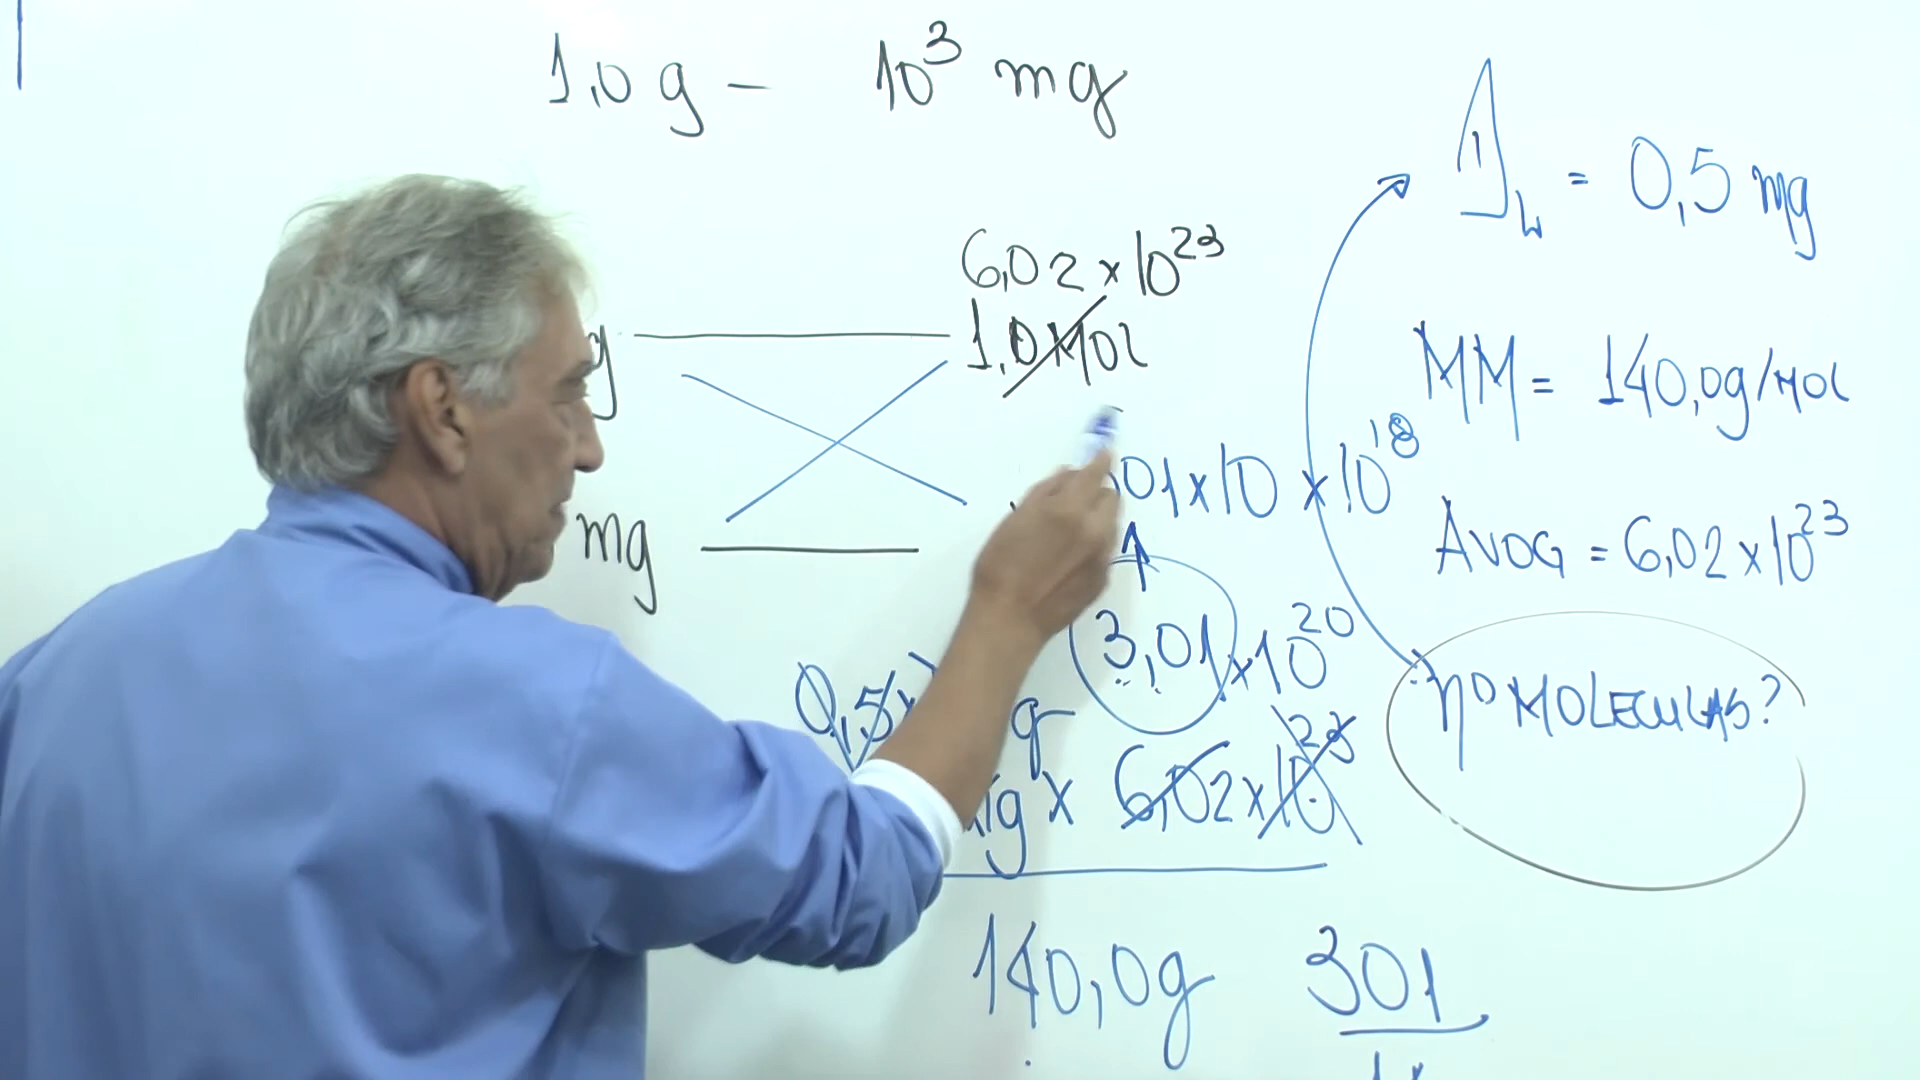 1,0 g - 10³ mg
6,02 x 10²³
1,0 MOL
g
01 x 10 x 10¹⁸
mg
3,01 x 10²⁰
0,5 x
g
g x 6,02 x 10²³
140,0g
301
= 0,5 mg
MM = 140,0g/MOL
AVOG = 6,02 x 10²³
nº MOLECULAS?